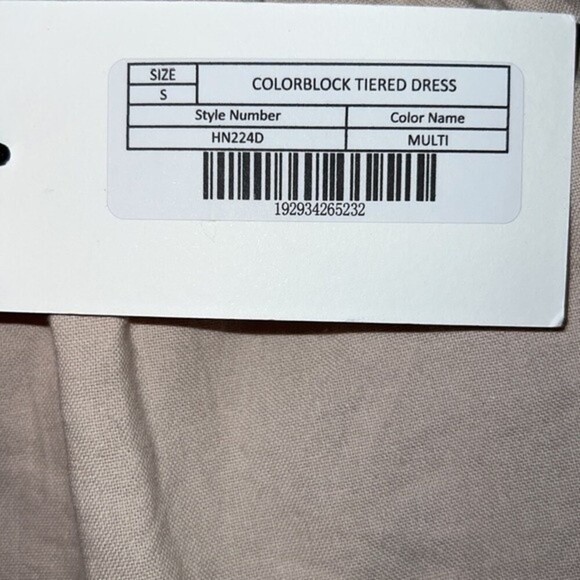 SIZE
COLORBLOCK TIERED DRESS
S
Style Number Color Name
HN224D MULTI
192934265232